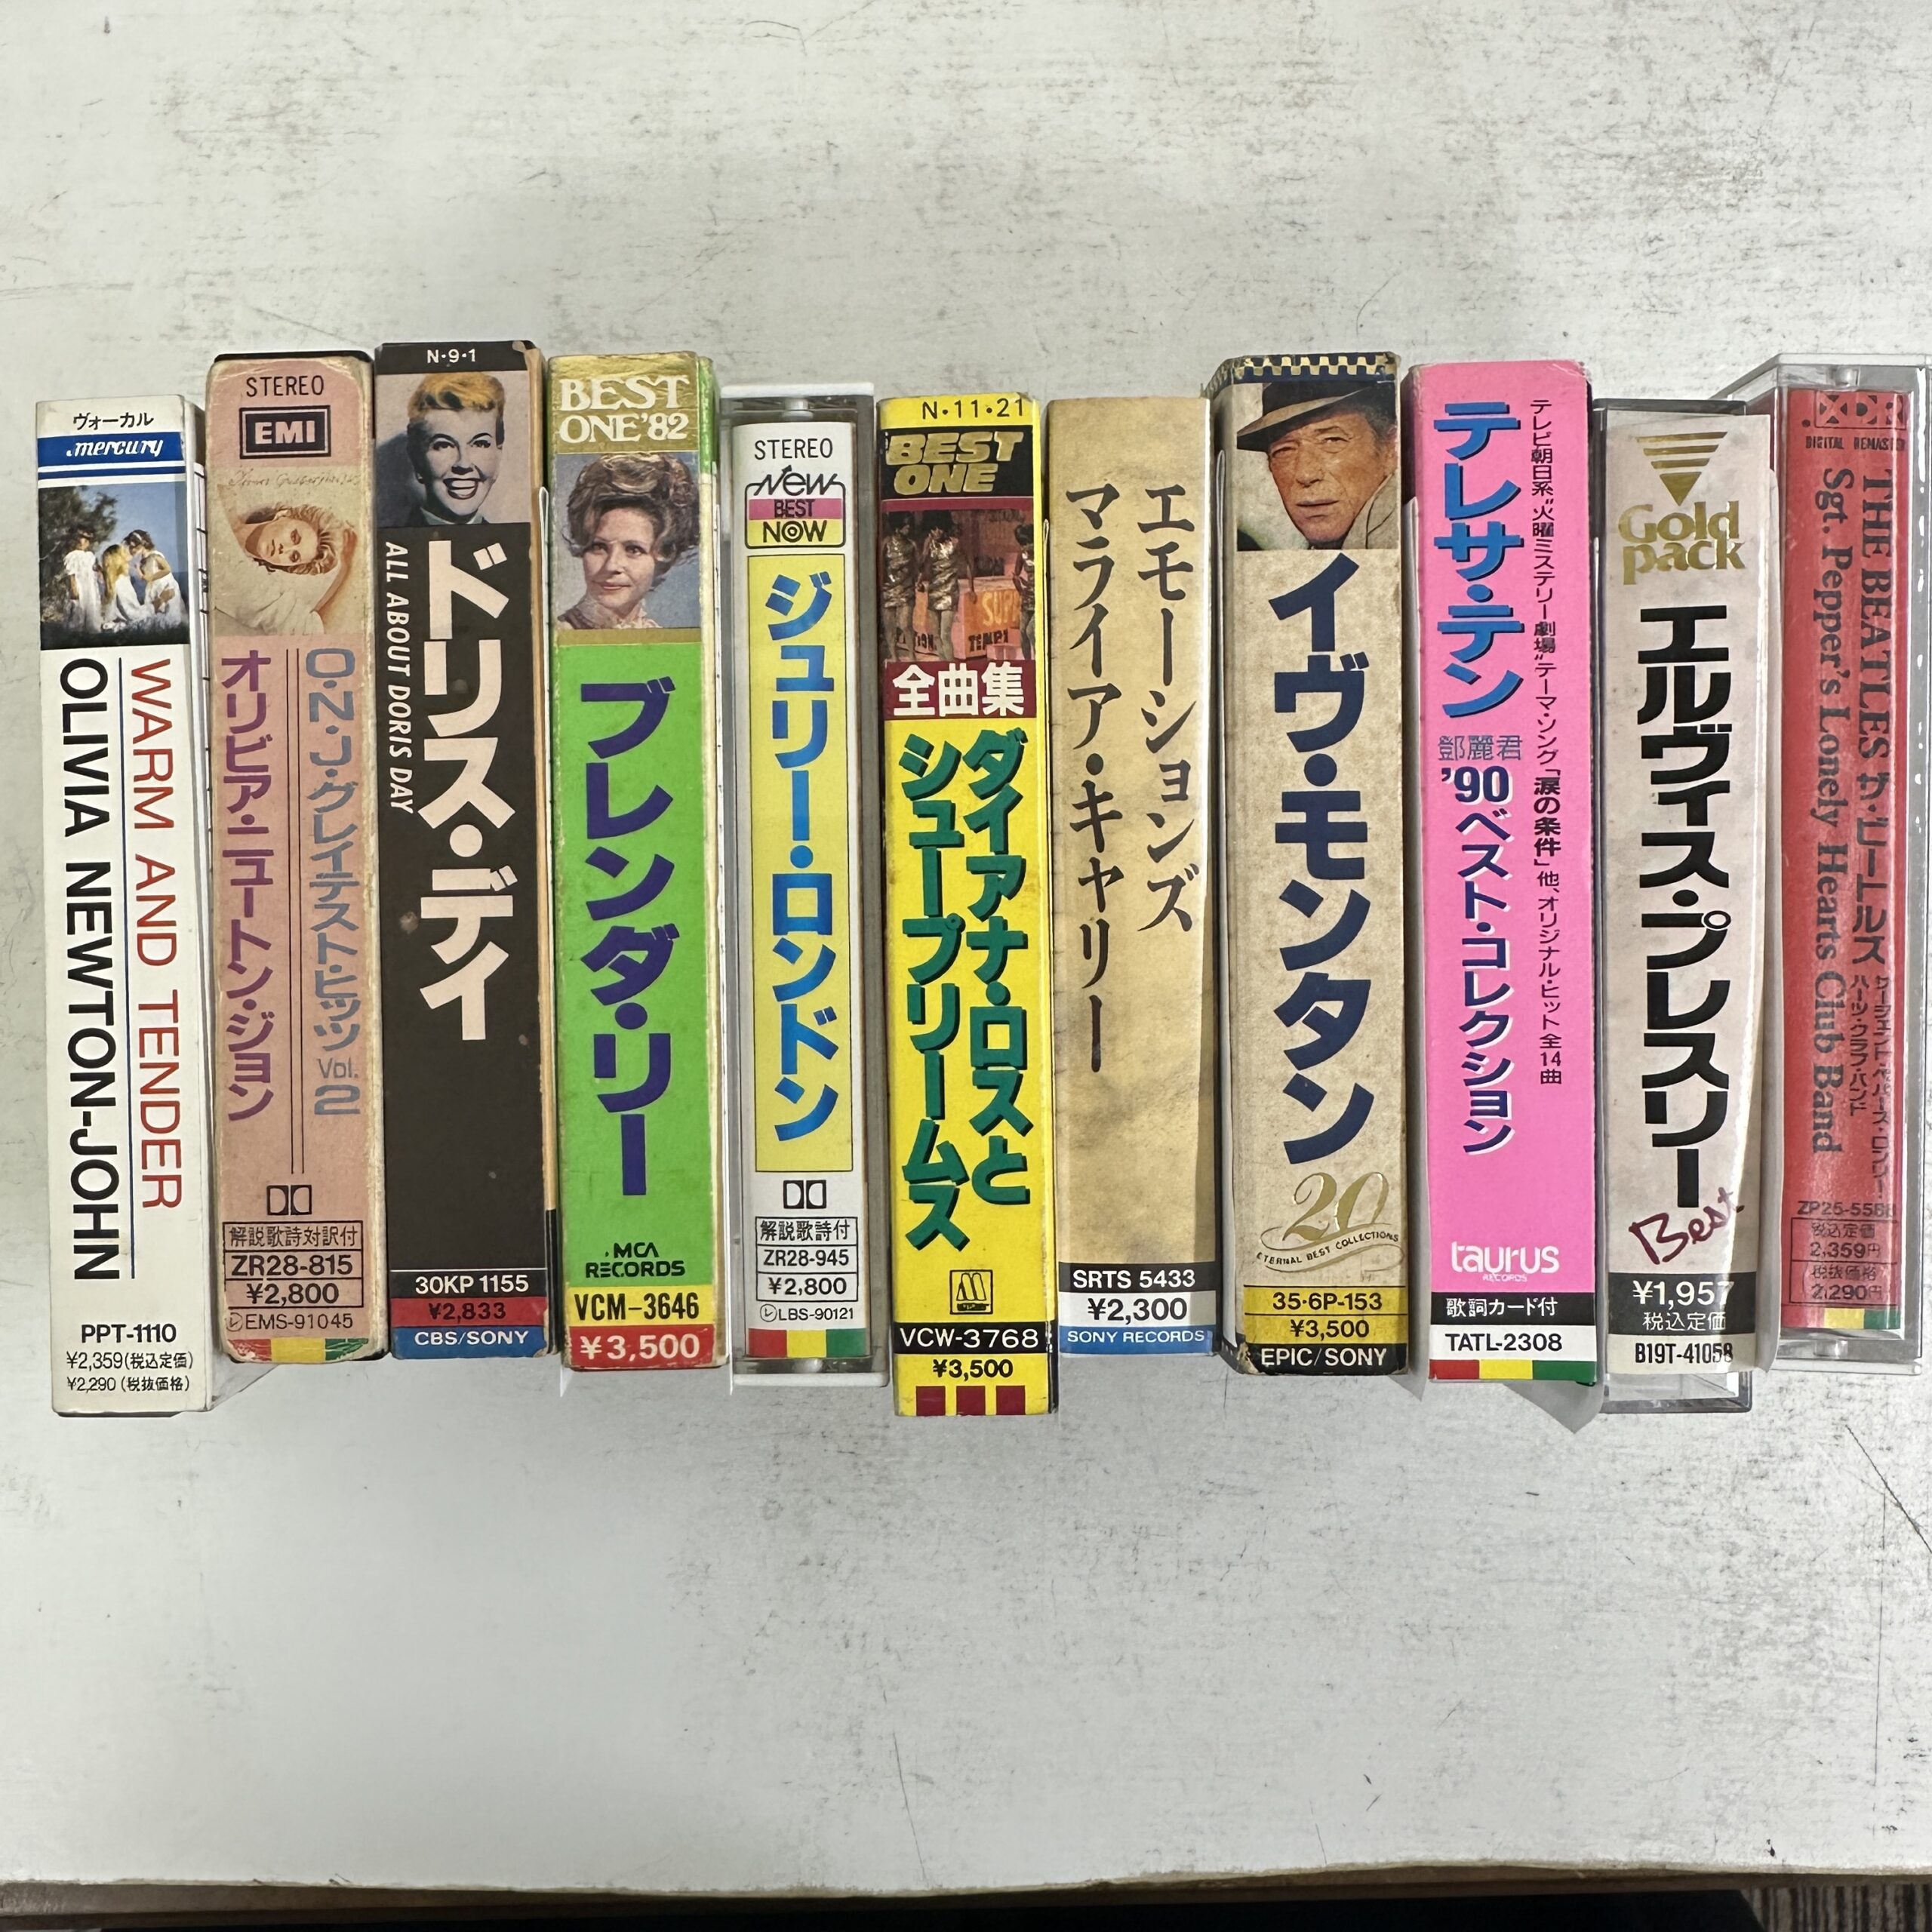 ヴォーカル
mercury
WARM AND TENDER
OLIVIA NEWTON-JOHN
PPT-1110
¥2,359(税込定価)
¥2,290(税抜価格)
STEREO
EMI
O・N・J・グレイテスト・ヒッツ Vol. 2
オリビア・ニュートン・ジョン
解説歌詩対訳付
ZR28-815
¥2,800
EMS-91045
N・9・1
ドリス・デイ
ALL ABOUT DORIS DAY
30KP 1155
¥2,833
CBS/SONY
BEST
ONE'82
ブレンダ・リー
MCA
RECORDS
VCM-3646
¥3,500
STEREO
New
BEST
NOW
ジュリー・ロンドン
解説歌詩付
ZR28-945
¥2,800
LBS-90121
N・11・21
BEST
ONE
全曲集
ダイアナ・ロスと
シュープリームス
VCW-3768
¥3,500
エモーションズ
マライア・キャリー
SRTS 5433
¥2,300
SONY RECORDS
イヴ・モンタン
20
ETERNAL BEST COLLECTIONS
35・6P-153
¥3,500
EPIC/SONY
テレビ朝日系“火曜ミステリー劇場”テーマ・ソング「涙の条件」他、オリジナル・ヒット全14曲
テレサ・テン
鄧麗君
'90ベスト・コレクション
taurus
RECORDS
歌詞カード付
TATL-2308
Gold
pack
エルヴィス・プレスリー
Best
¥1,957
税込定価
B19T-41058
XDR
DIGITAL REMASTER
THE BEATLES ザ・ビートルズ
Sgt. Pepper's Lonely Hearts Club Band
ハーツ・クラブ・バンド
税込定価
2,359円
税抜価格
2,290円